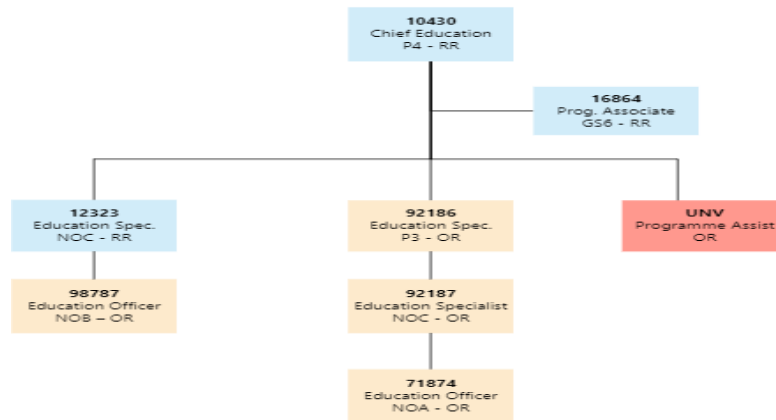 10430
Chief Education
P4 - RR
16864
Prog. Associate
GS6 - RR
12323
Education Spec.
NOC - RR
92186
Education Spec.
P3 - OR
UNV
Programme Assist
OR
98787
Education Officer
NOB – OR
92187
Education Specialist
NOC - OR
71874
Education Officer
NOA - OR